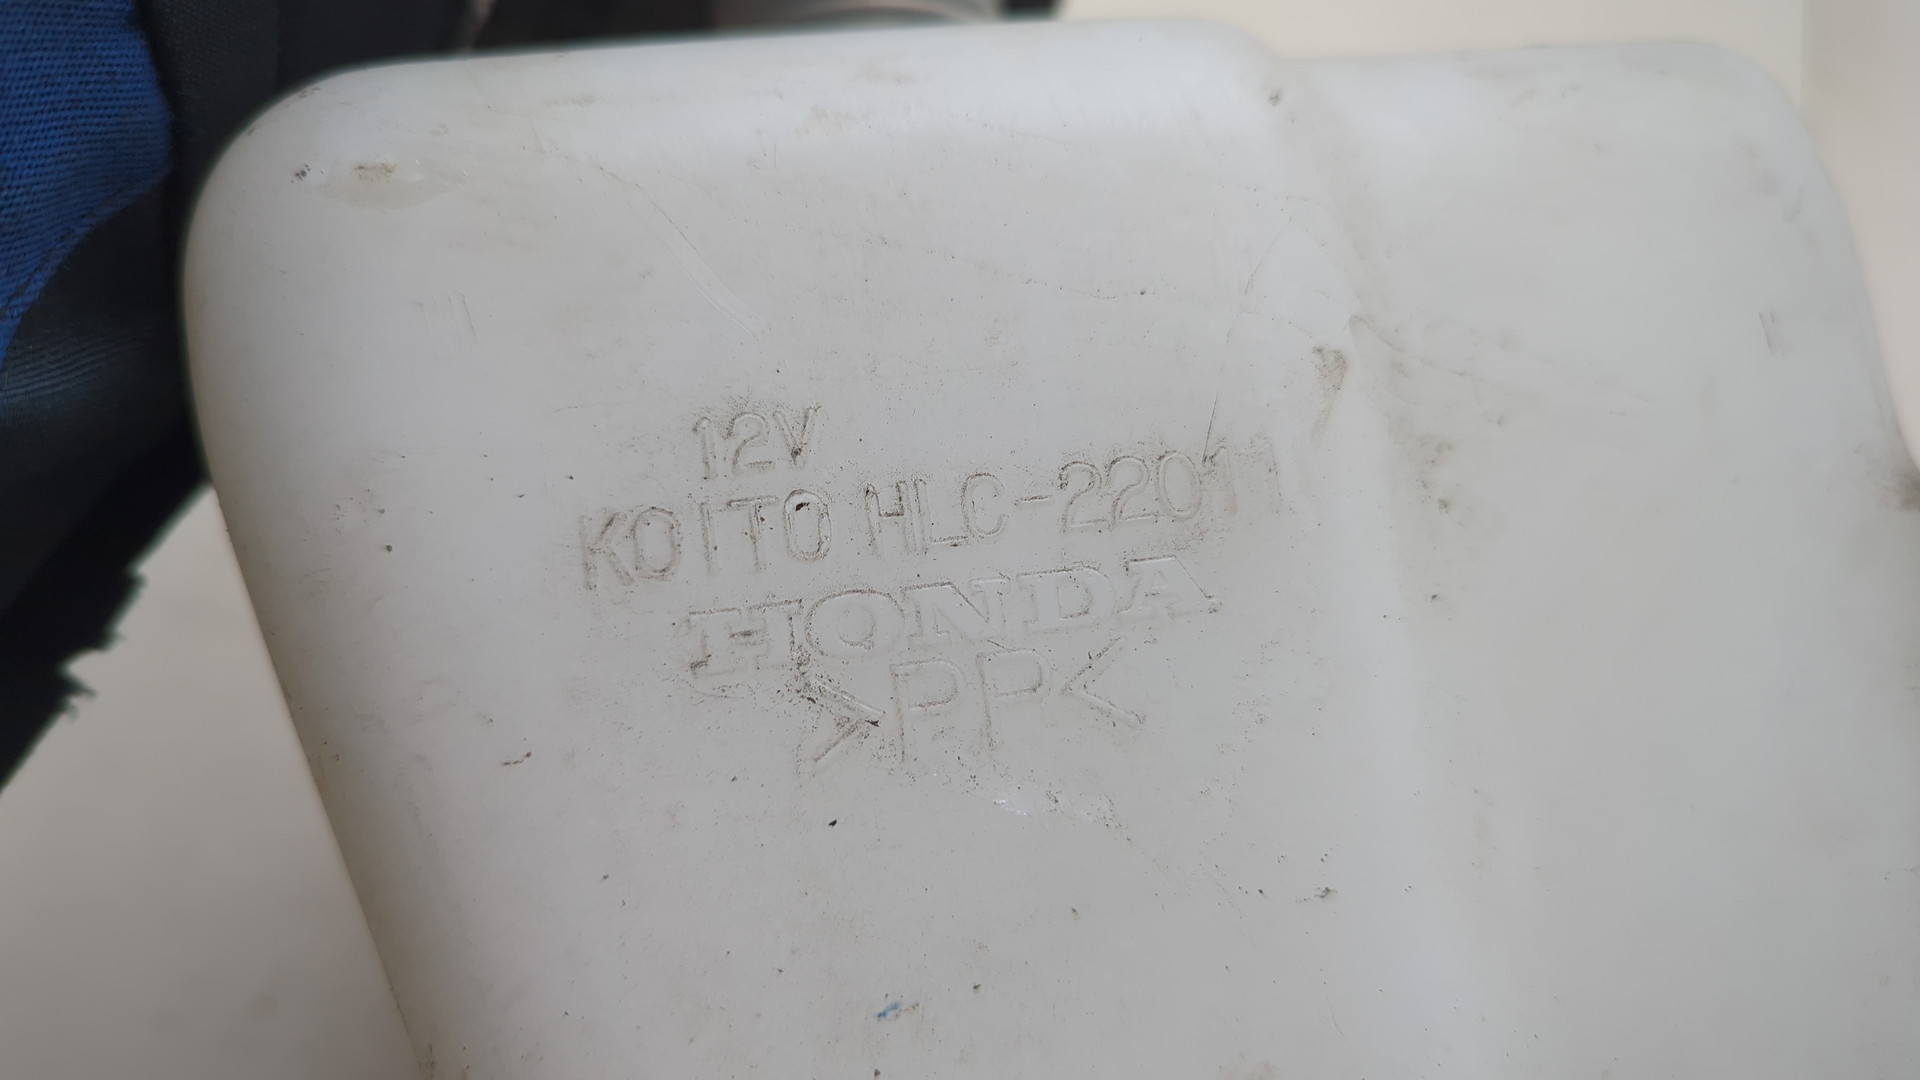 12V
KOITO HLC-22011
HONDA
>PP<